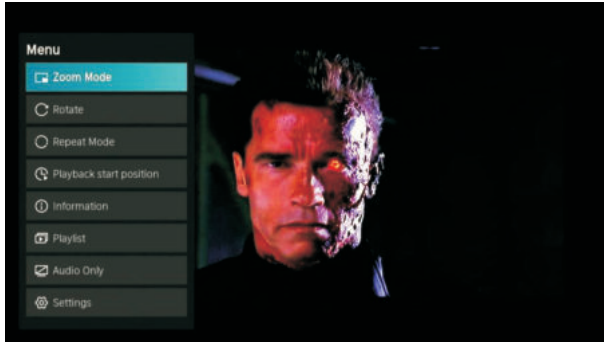 Menu
Zoom Mode
Rotate
Repeat Mode
Playback start position
Information
Playlist
Audio Only
Settings